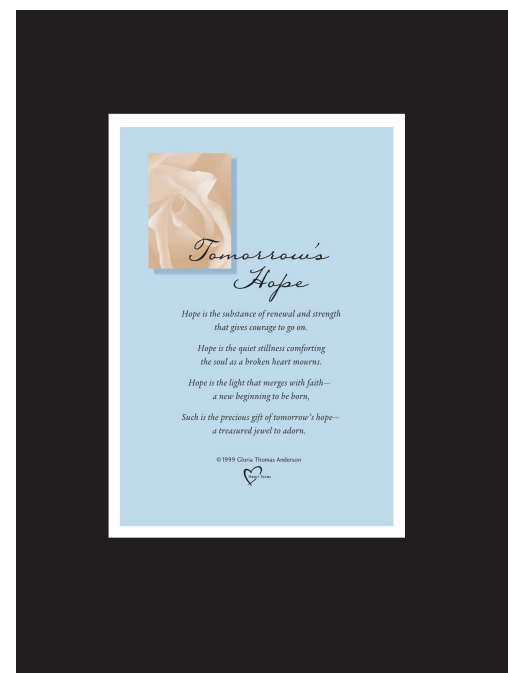 Tomorrow's
Hope
Hope is the substance of renewal and strength
that gives courage to go on.
Hope is the quiet stillness comforting
the soul as a broken heart mourns.
Hope is the light that merges with faith—
a new beginning to be born,
Such is the precious gift of tomorrow's hope—
a treasured jewel to adorn.
©1999 Gloria Thomas Anderson
Heart Tones